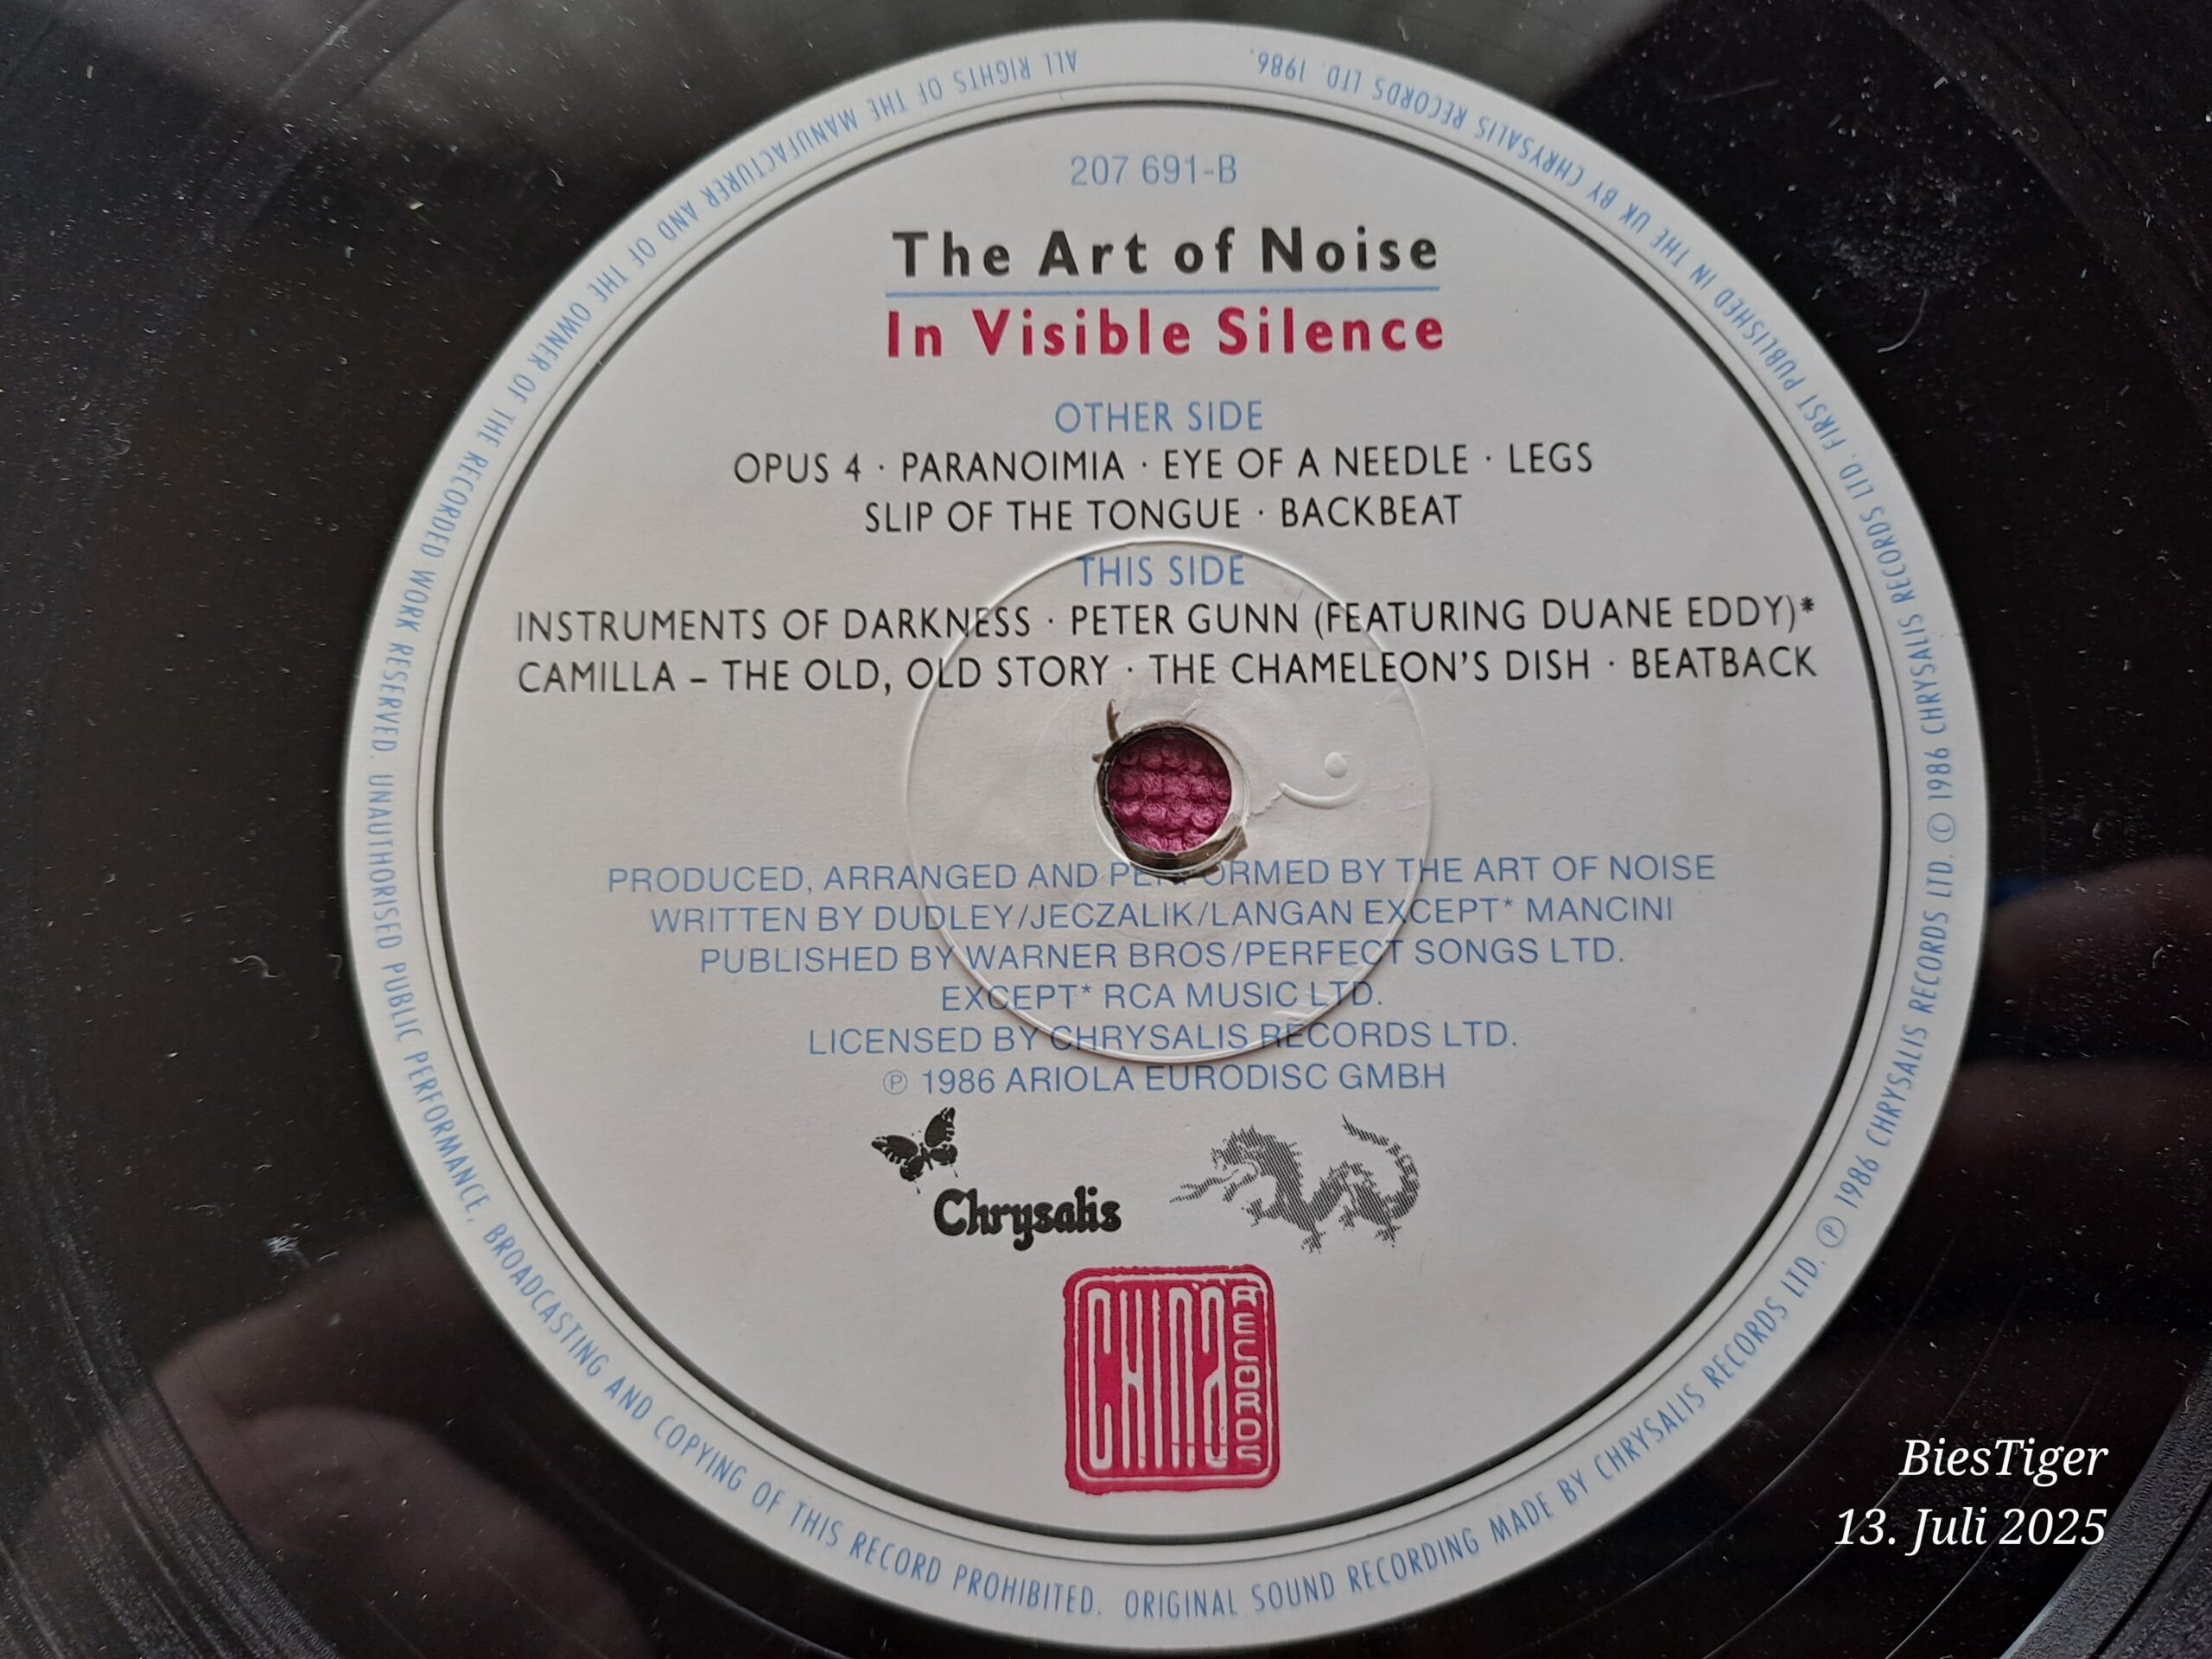 207 691-B
The Art of Noise
In Visible Silence
OTHER SIDE
OPUS 4 · PARANOIMIA · EYE OF A NEEDLE · LEGS
SLIP OF THE TONGUE · BACKBEAT
THIS SIDE
INSTRUMENTS OF DARKNESS · PETER GUNN (FEATURING DUANE EDDY)*
CAMILLA – THE OLD, OLD STORY · THE CHAMELEON'S DISH · BEATBACK
PRODUCED, ARRANGED AND PERFORMED BY THE ART OF NOISE
WRITTEN BY DUDLEY/JECZALIK/LANGAN EXCEPT* MANCINI
PUBLISHED BY WARNER BROS/PERFECT SONGS LTD.
EXCEPT* RCA MUSIC LTD.
LICENSED BY CHRYSALIS RECORDS LTD.
℗ 1986 ARIOLA EURODISC GMBH
Chrysalis
CHINA RECORDS
ALL RIGHTS OF THE MANUFACTURER AND OF THE OWNER OF THE RECORDED WORK RESERVED. UNAUTHORISED PUBLIC PERFORMANCE, BROADCASTING AND COPYING OF THIS RECORD PROHIBITED. ORIGINAL SOUND RECORDING MADE BY CHRYSALIS RECORDS LTD. ℗ 1986 CHRYSALIS RECORDS LTD. © 1986 CHRYSALIS RECORDS LTD. FIRST PUBLISHED IN THE UK BY CHRYSALIS RECORDS LTD. 1986.
BiesTiger
13. Juli 2025